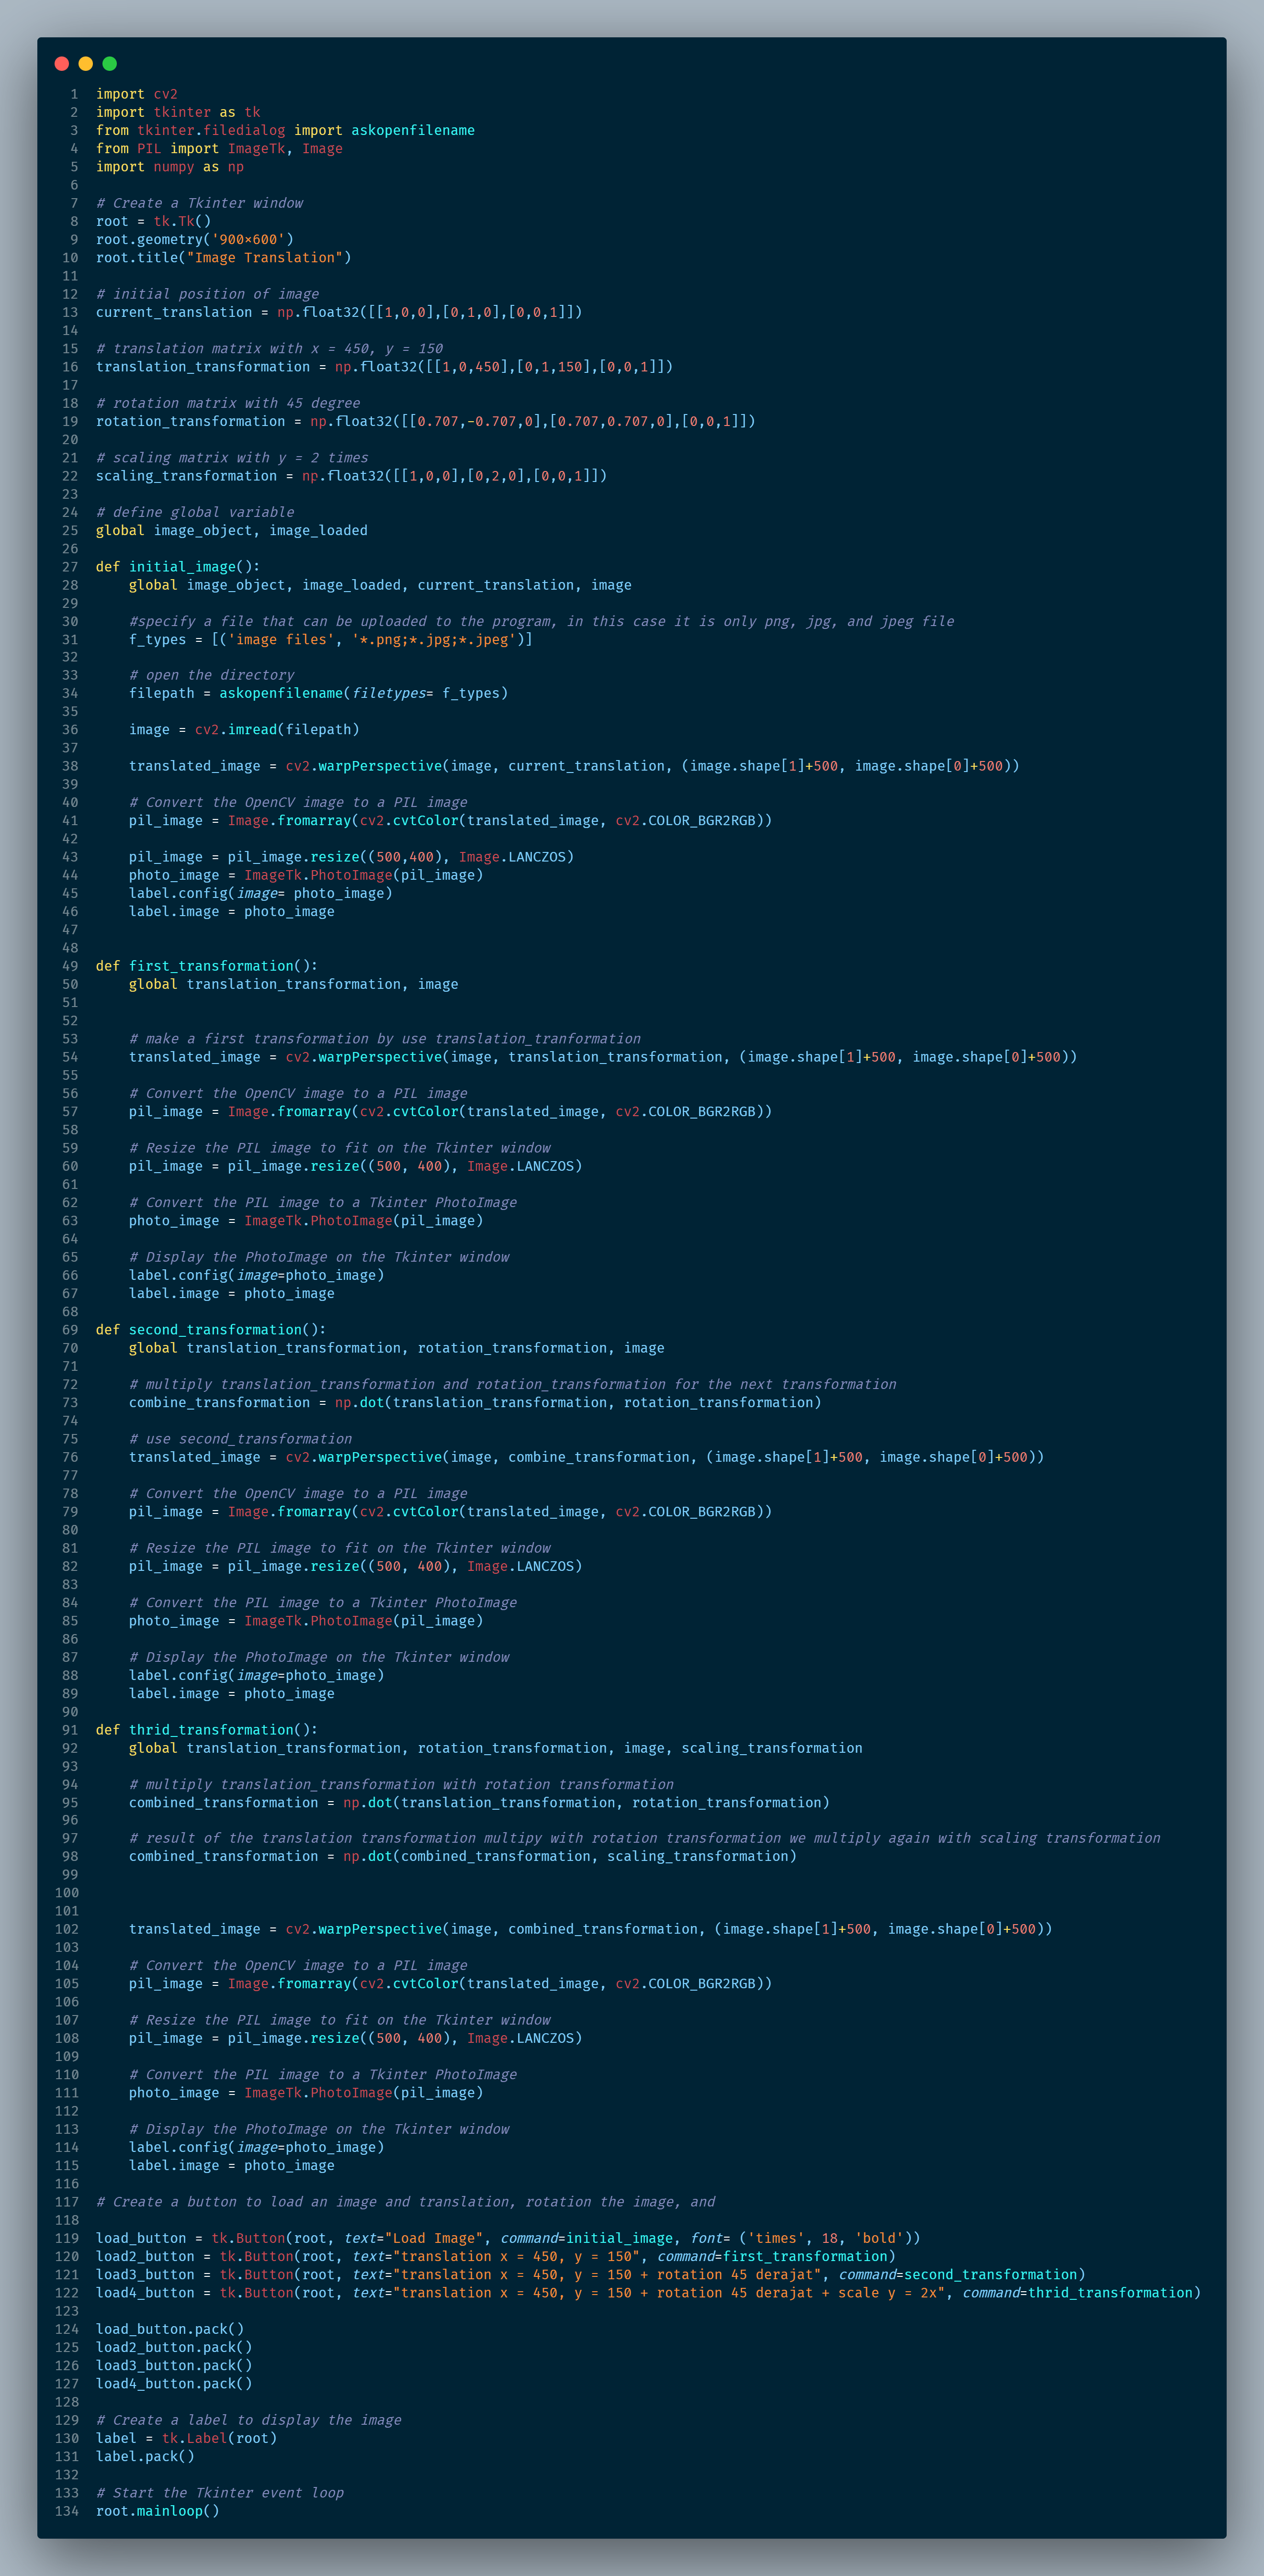 1 import cv2
2 import tkinter as tk
3 from tkinter.filedialog import askopenfilename
4 from PIL import ImageTk, Image
5 import numpy as np
6
7 # Create a Tkinter window
8 root = tk.Tk()
9 root.geometry('900×600')
10 root.title("Image Translation")
11
12 # initial position of image
13 current_translation = np.float32([[1,0,0],[0,1,0],[0,0,1]])
14
15 # translation matrix with x = 450, y = 150
16 translation_transformation = np.float32([[1,0,450],[0,1,150],[0,0,1]])
17
18 # rotation matrix with 45 degree
19 rotation_transformation = np.float32([[0.707,-0.707,0],[0.707,0.707,0],[0,0,1]])
20
21 # scaling matrix with y = 2 times
22 scaling_transformation = np.float32([[1,0,0],[0,2,0],[0,0,1]])
23
24 # define global variable
25 global image_object, image_loaded
26
27 def initial_image():
28     global image_object, image_loaded, current_translation, image
29
30     #specify a file that can be uploaded to the program, in this case it is only png, jpg, and jpeg file
31     f_types = [('image files', '*.png;*.jpg;*.jpeg')]
32
33     # open the directory
34     filepath = askopenfilename(filetypes= f_types)
35
36     image = cv2.imread(filepath)
37
38     translated_image = cv2.warpPerspective(image, current_translation, (image.shape[1]+500, image.shape[0]+500))
39
40     # Convert the OpenCV image to a PIL image
41     pil_image = Image.fromarray(cv2.cvtColor(translated_image, cv2.COLOR_BGR2RGB))
42
43     pil_image = pil_image.resize((500,400), Image.LANCZOS)
44     photo_image = ImageTk.PhotoImage(pil_image)
45     label.config(image= photo_image)
46     label.image = photo_image
47
48
49 def first_transformation():
50     global translation_transformation, image
51
52
53     # make a first transformation by use translation_tranformation
54     translated_image = cv2.warpPerspective(image, translation_transformation, (image.shape[1]+500, image.shape[0]+500))
55
56     # Convert the OpenCV image to a PIL image
57     pil_image = Image.fromarray(cv2.cvtColor(translated_image, cv2.COLOR_BGR2RGB))
58
59     # Resize the PIL image to fit on the Tkinter window
60     pil_image = pil_image.resize((500, 400), Image.LANCZOS)
61
62     # Convert the PIL image to a Tkinter PhotoImage
63     photo_image = ImageTk.PhotoImage(pil_image)
64
65     # Display the PhotoImage on the Tkinter window
66     label.config(image=photo_image)
67     label.image = photo_image
68
69 def second_transformation():
70     global translation_transformation, rotation_transformation, image
71
72     # multiply translation_transformation and rotation_transformation for the next transformation
73     combine_transformation = np.dot(translation_transformation, rotation_transformation)
74
75     # use second_transformation
76     translated_image = cv2.warpPerspective(image, combine_transformation, (image.shape[1]+500, image.shape[0]+500))
77
78     # Convert the OpenCV image to a PIL image
79     pil_image = Image.fromarray(cv2.cvtColor(translated_image, cv2.COLOR_BGR2RGB))
80
81     # Resize the PIL image to fit on the Tkinter window
82     pil_image = pil_image.resize((500, 400), Image.LANCZOS)
83
84     # Convert the PIL image to a Tkinter PhotoImage
85     photo_image = ImageTk.PhotoImage(pil_image)
86
87     # Display the PhotoImage on the Tkinter window
88     label.config(image=photo_image)
89     label.image = photo_image
90
91 def thrid_transformation():
92     global translation_transformation, rotation_transformation, image, scaling_transformation
93
94     # multiply translation_transformation with rotation transformation
95     combined_transformation = np.dot(translation_transformation, rotation_transformation)
96
97     # result of the translation transformation multipy with rotation transformation we multiply again with scaling transformation
98     combined_transformation = np.dot(combined_transformation, scaling_transformation)
99
100
101
102     translated_image = cv2.warpPerspective(image, combined_transformation, (image.shape[1]+500, image.shape[0]+500))
103
104     # Convert the OpenCV image to a PIL image
105     pil_image = Image.fromarray(cv2.cvtColor(translated_image, cv2.COLOR_BGR2RGB))
106
107     # Resize the PIL image to fit on the Tkinter window
108     pil_image = pil_image.resize((500, 400), Image.LANCZOS)
109
110     # Convert the PIL image to a Tkinter PhotoImage
111     photo_image = ImageTk.PhotoImage(pil_image)
112
113     # Display the PhotoImage on the Tkinter window
114     label.config(image=photo_image)
115     label.image = photo_image
116
117 # Create a button to load an image and translation, rotation the image, and
118
119 load_button = tk.Button(root, text="Load Image", command=initial_image, font= ('times', 18, 'bold'))
120 load2_button = tk.Button(root, text="translation x = 450, y = 150", command=first_transformation)
121 load3_button = tk.Button(root, text="translation x = 450, y = 150 + rotation 45 derajat", command=second_transformation)
122 load4_button = tk.Button(root, text="translation x = 450, y = 150 + rotation 45 derajat + scale y = 2x", command=thrid_transformation)
123
124 load_button.pack()
125 load2_button.pack()
126 load3_button.pack()
127 load4_button.pack()
128
129 # Create a label to display the image
130 label = tk.Label(root)
131 label.pack()
132
133 # Start the Tkinter event loop
134 root.mainloop()